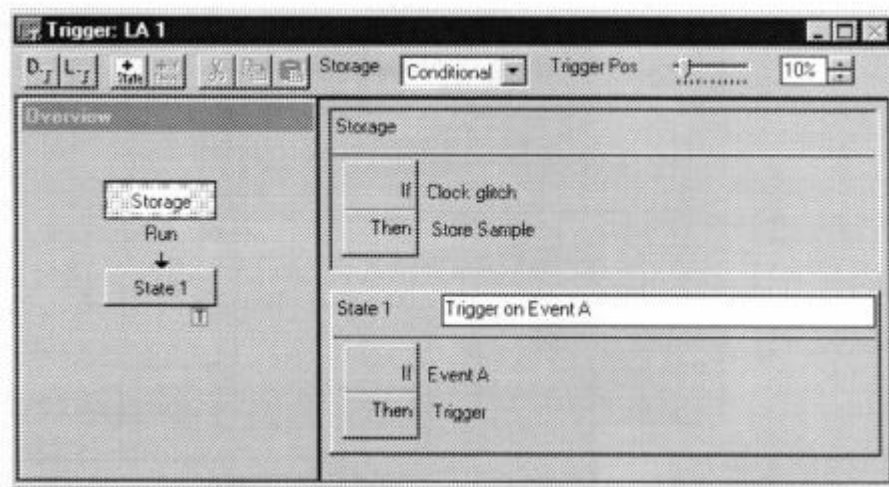 Trigger: LA 1
D- L- State Storage Conditional Trigger Pos 10%
Overview
Storage
Run
State 1
T
Storage
If Clock glitch
Then Store Sample
State 1 Trigger on Event A
If Event A
Then Trigger